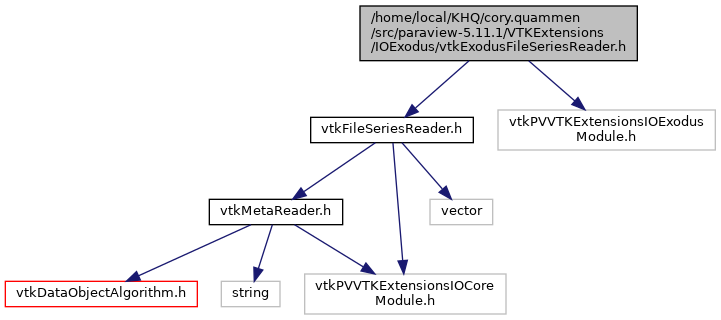 /home/local/KHQ/cory.quammen
/src/paraview-5.11.1/VTKExtensions
/IOExodus/vtkExodusFileSeriesReader.h
vtkFileSeriesReader.h
vtkPVVTKExtensionsIOExodus
Module.h
vtkMetaReader.h
vector
vtkDataObjectAlgorithm.h
string
vtkPVVTKExtensionsIOCore
Module.h